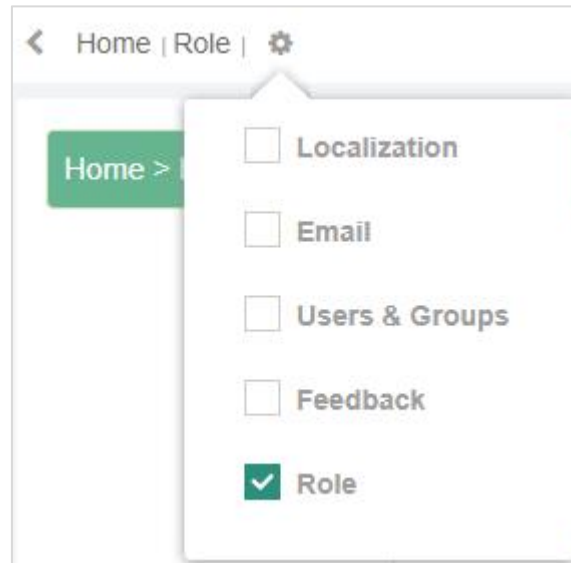 Home | Role |
Home >
Localization
Email
Users & Groups
Feedback
Role